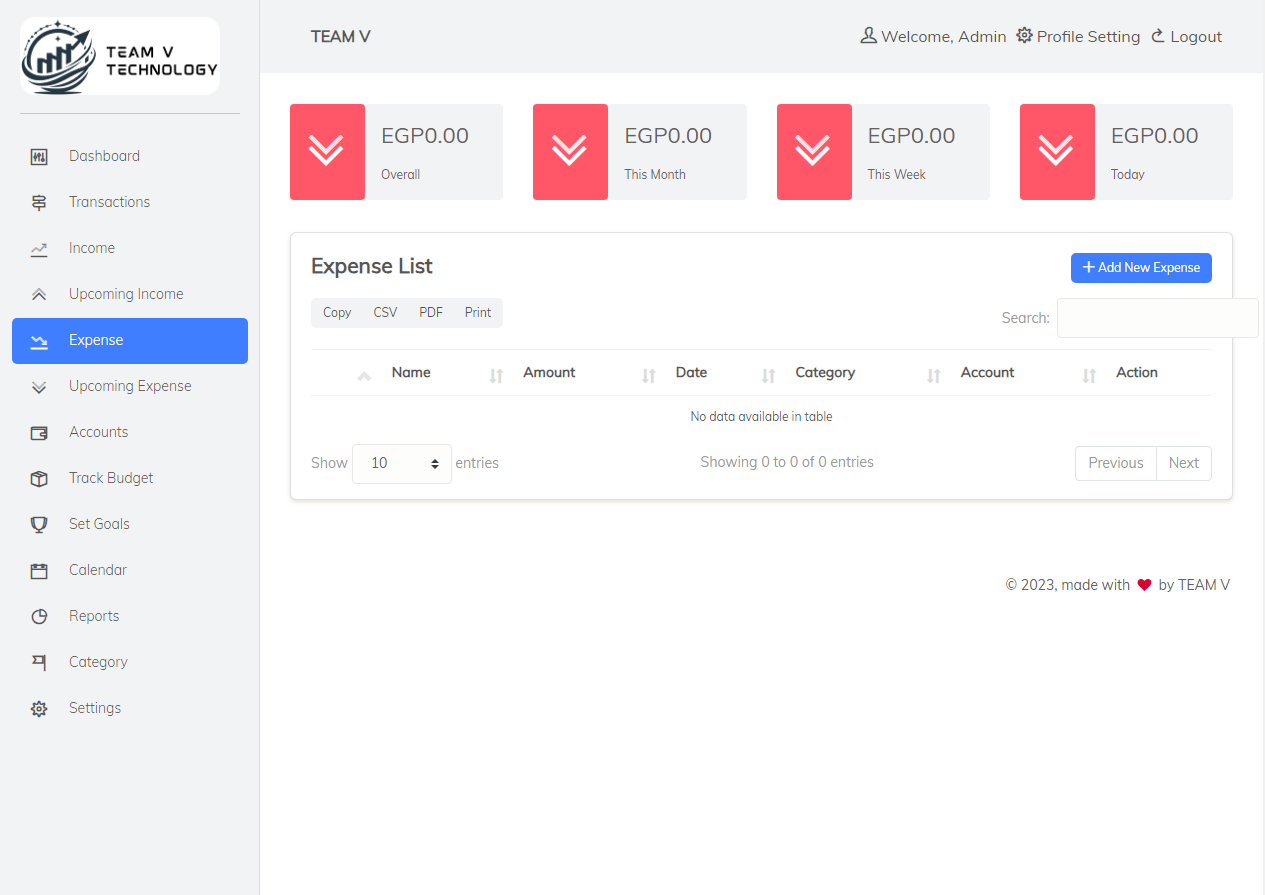 TEAM V
TECHNOLOGY
Dashboard
Transactions
Income
Upcoming Income
Expense
Upcoming Expense
Accounts
Track Budget
Set Goals
Calendar
Reports
Category
Settings
TEAM V Welcome, Admin Profile Setting Logout
EGP0.00 EGP0.00 EGP0.00 EGP0.00
Overall This Month This Week Today
Expense List + Add New Expense
Copy CSV PDF Print Search:
Name Amount Date Category Account Action
No data available in table
Show 10 entries Showing 0 to 0 of 0 entries Previous Next
© 2023, made with ❤ by TEAM V